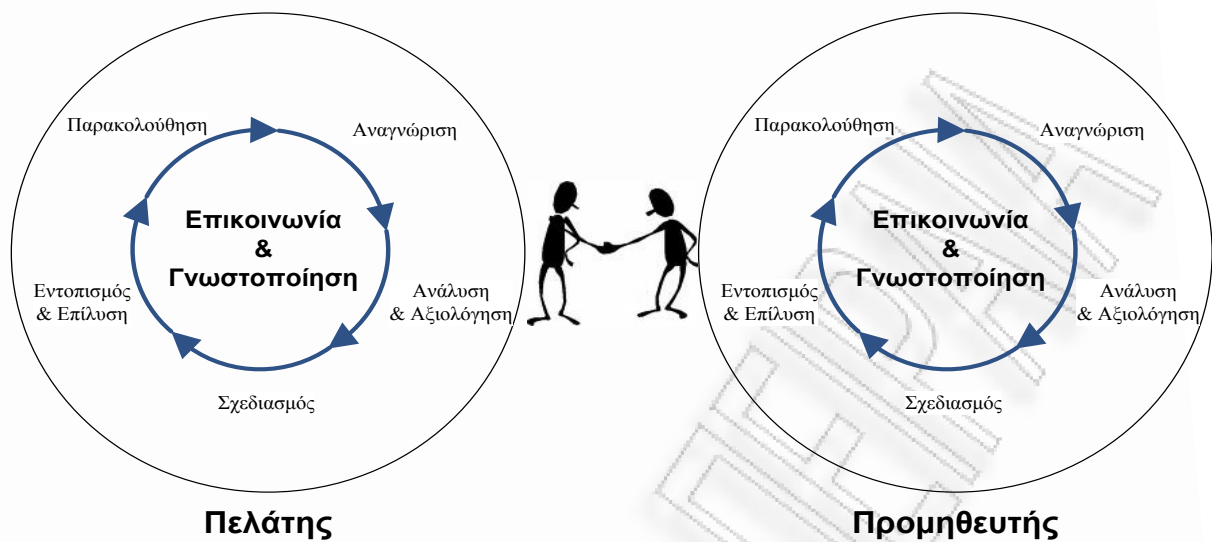 Παρακολούθηση
Αναγνώριση
Επικοινωνία
&
Γνωστοποίηση
Εντοπισμός
& Επίλυση
Ανάλυση
& Αξιολόγηση
Σχεδιασμός
Πελάτης
Παρακολούθηση
Αναγνώριση
Επικοινωνία
&
Γνωστοποίηση
Εντοπισμός
& Επίλυση
Ανάλυση
& Αξιολόγηση
Σχεδιασμός
Προμηθευτής